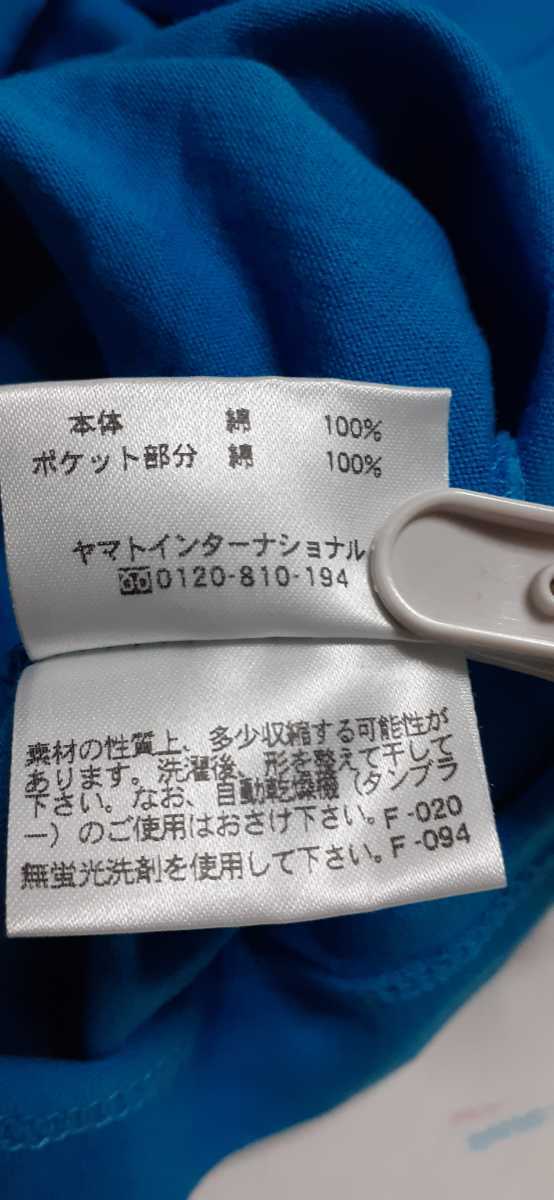 本体 綿 100%
ポケット部分 綿 100%
ヤマトインターナショナル
0120-810-194
素材の性質上、多少収縮する可能性が
あります。洗濯後、形を整えて干して
下さい。なお、自動乾燥機（タンブラ
ー）のご使用はおさけ下さい。F-020
無蛍光洗剤を使用して下さい。F-094